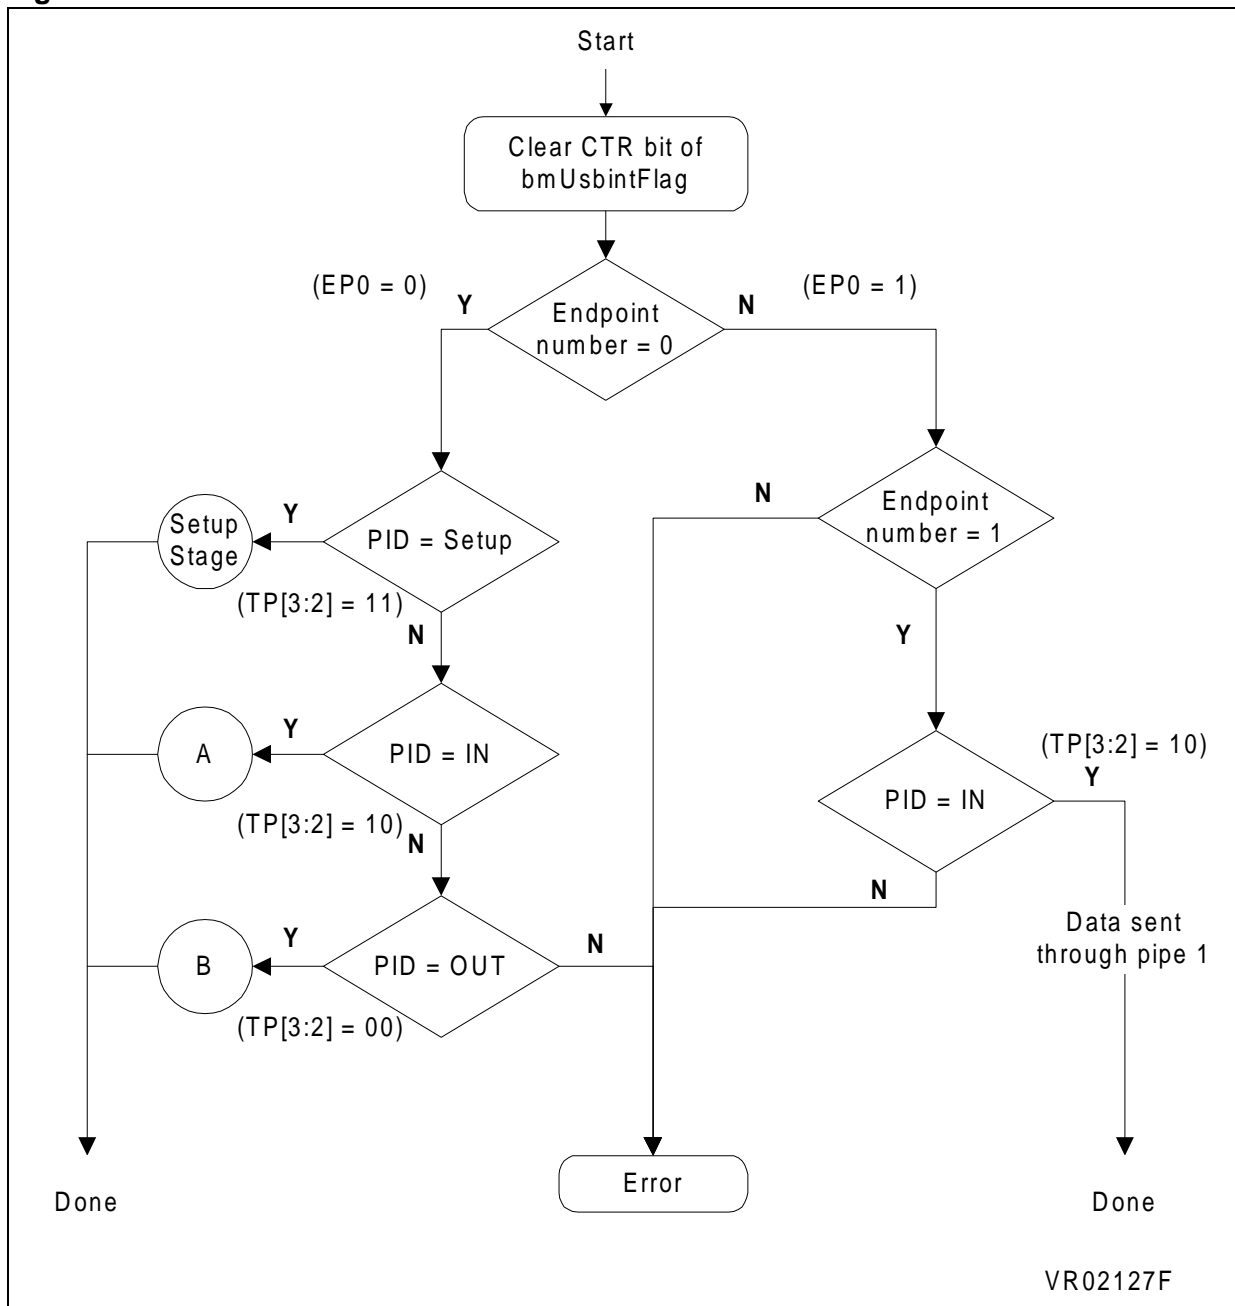 Start
Clear CTR bit of
bmUsbintFlag
(EP0 = 0)
Y
Endpoint
number = 0
N
(EP0 = 1)
Setup
Stage
Y
PID = Setup
(TP[3:2] = 11)
N
N
Endpoint
number = 1
Y
A
Y
PID = IN
(TP[3:2] = 10)
N
PID = IN
(TP[3:2] = 10)
Y
N
Data sent
through pipe 1
B
Y
PID = OUT
N
(TP[3:2] = 00)
Done
Error
Done
VR02127F